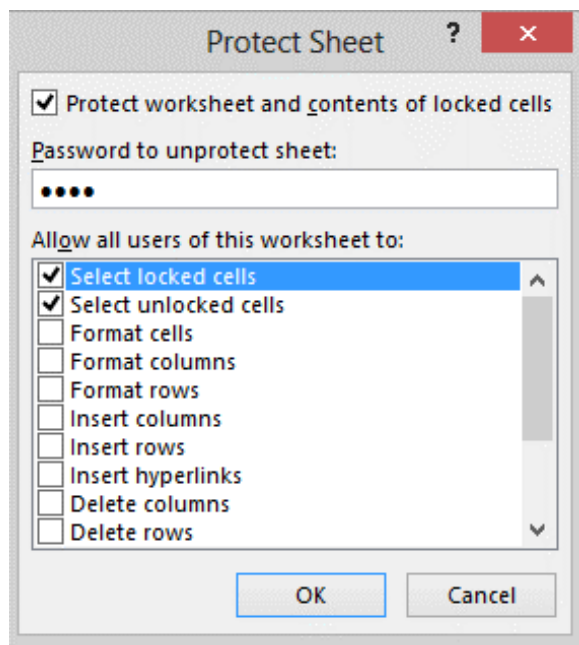 Protect Sheet ? ×
Protect worksheet and contents of locked cells
Password to unprotect sheet:
••••
Allow all users of this worksheet to:
Select locked cells
Select unlocked cells
Format cells
Format columns
Format rows
Insert columns
Insert rows
Insert hyperlinks
Delete columns
Delete rows
OK Cancel